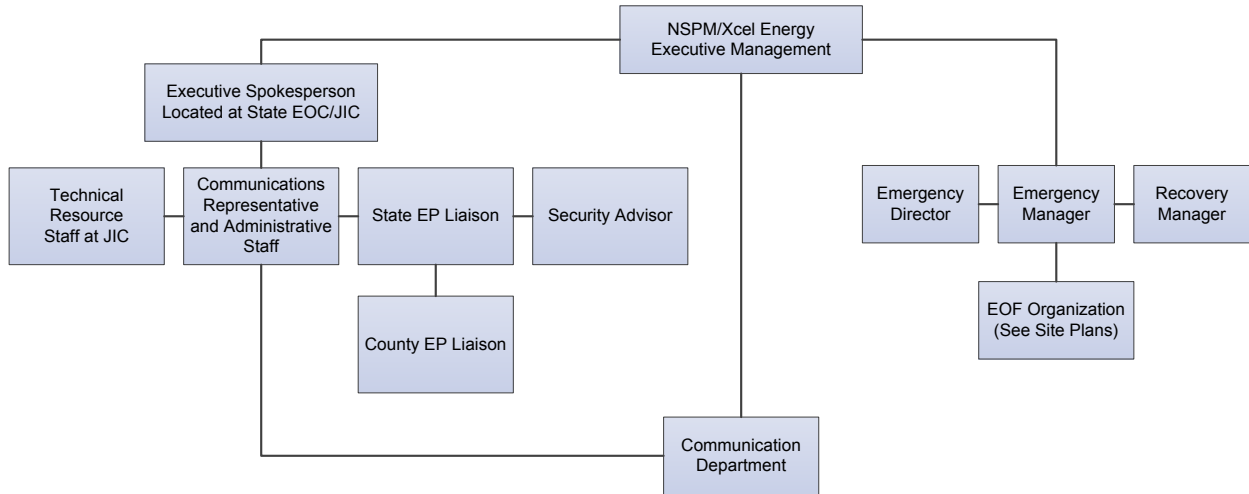 NSPM/Xcel Energy
Executive Management
Executive Spokesperson
Located at State EOC/JIC
Technical
Resource
Staff at JIC
Communications
Representative
and Administrative
Staff
State EP Liaison
Security Advisor
Emergency
Director
Emergency
Manager
Recovery
Manager
County EP Liaison
EOF Organization
(See Site Plans)
Communication
Department